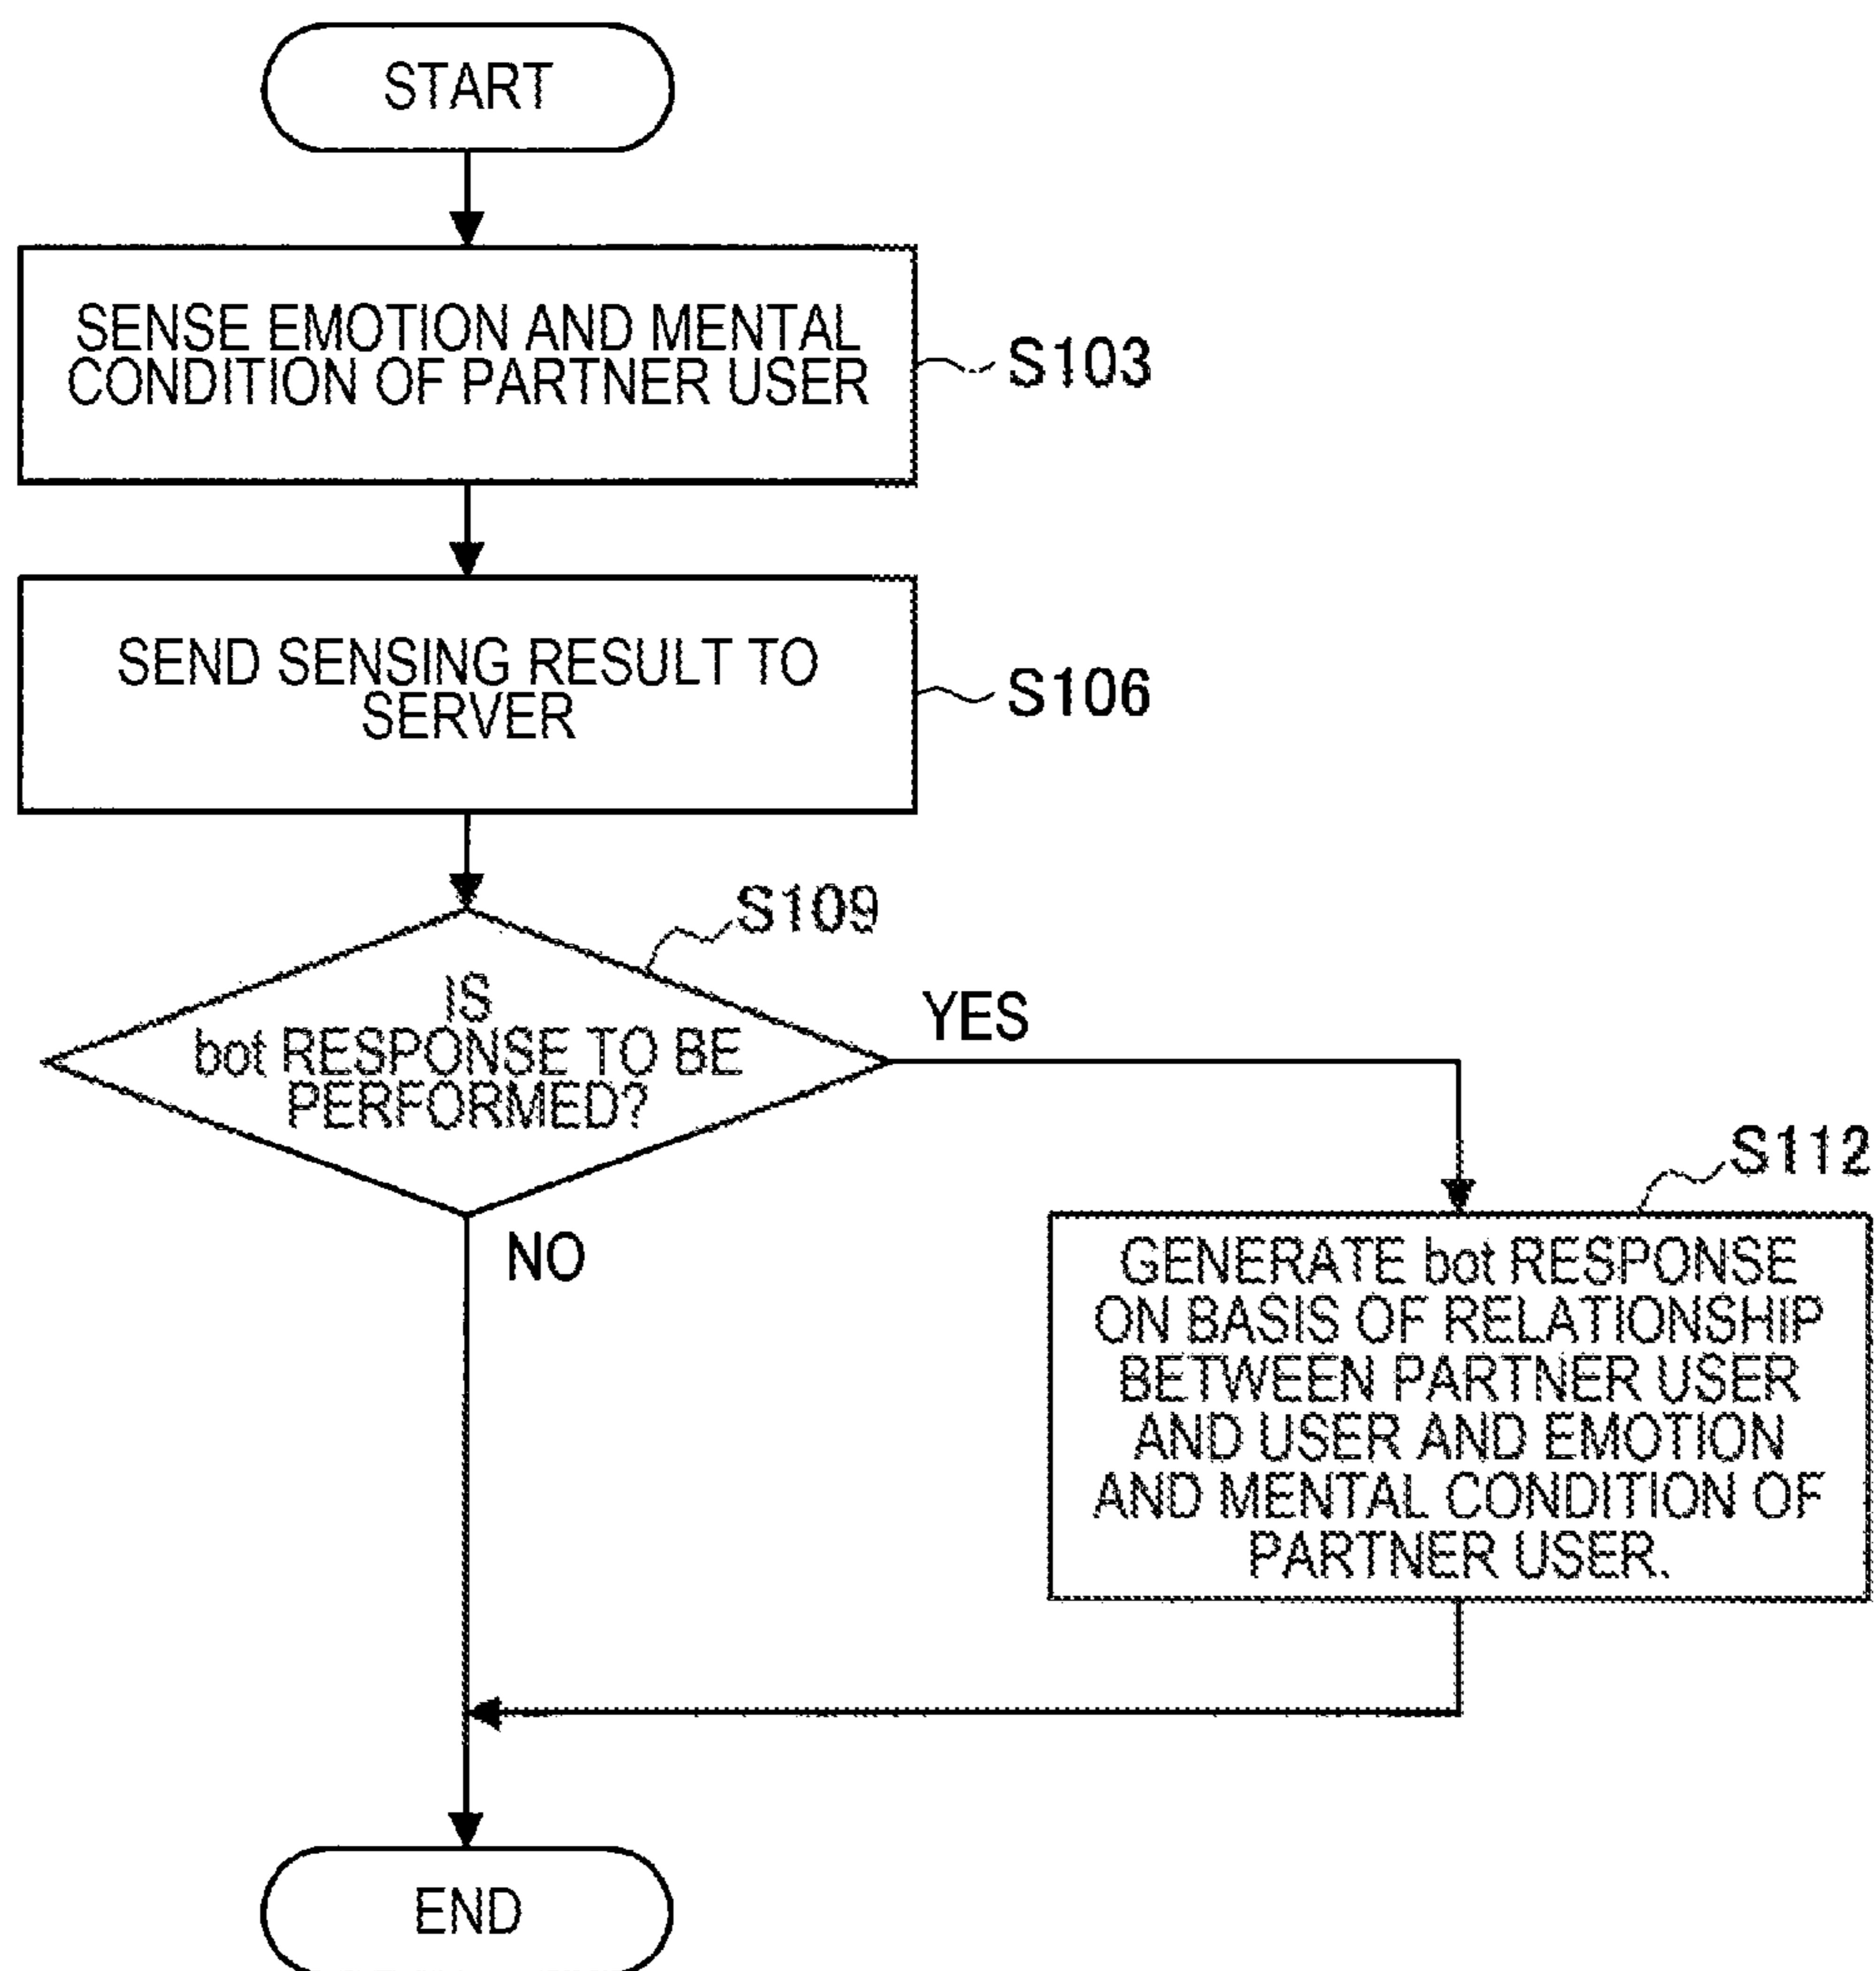 START
SENSE EMOTION AND MENTAL
CONDITION OF PARTNER USER
S103
SEND SENSING RESULT TO
SERVER
S106
S109
IS
bot RESPONSE TO BE
PERFORMED?
YES
NO
S112
GENERATE bot RESPONSE
ON BASIS OF RELATIONSHIP
BETWEEN PARTNER USER
AND USER AND EMOTION
AND MENTAL CONDITION OF
PARTNER USER.
END